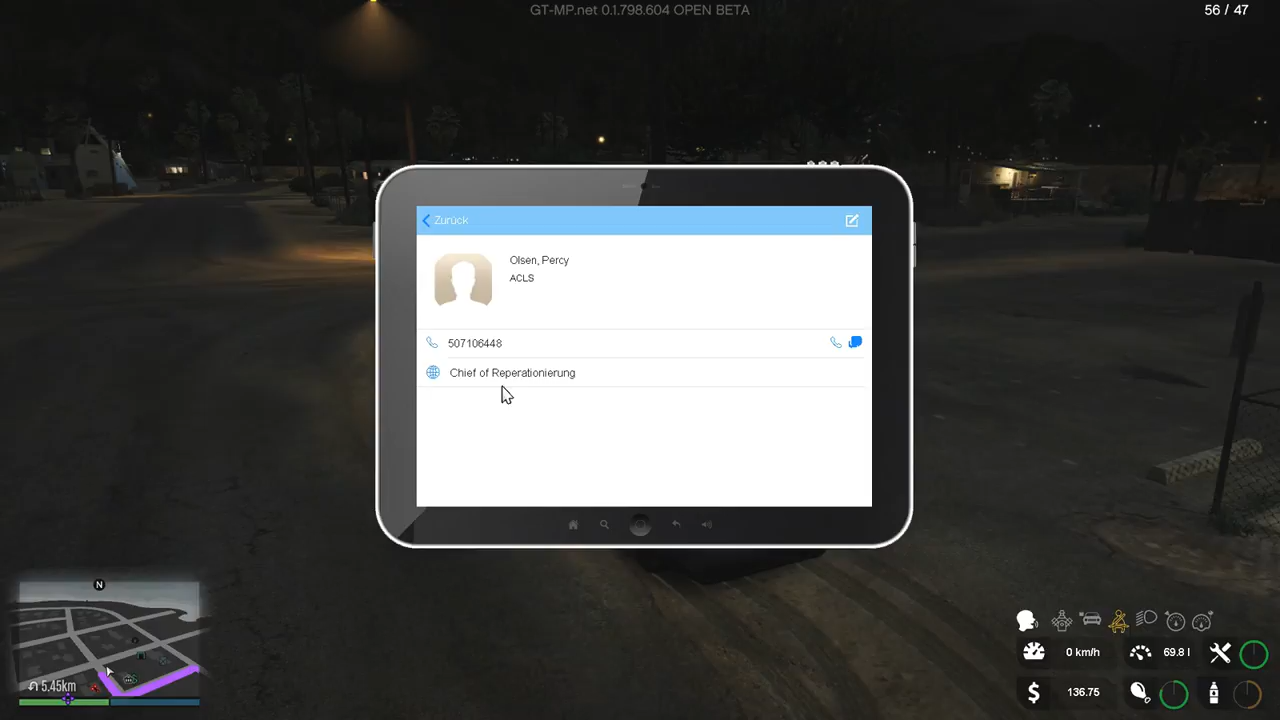 GT-MP.net 0.1.798.604 OPEN BETA
56 / 47
Zurück
Olsen, Percy
ACLS
507106448
Chief of Reperationierung
N
5.45km
0 km/h
69.8 l
$ 136.75